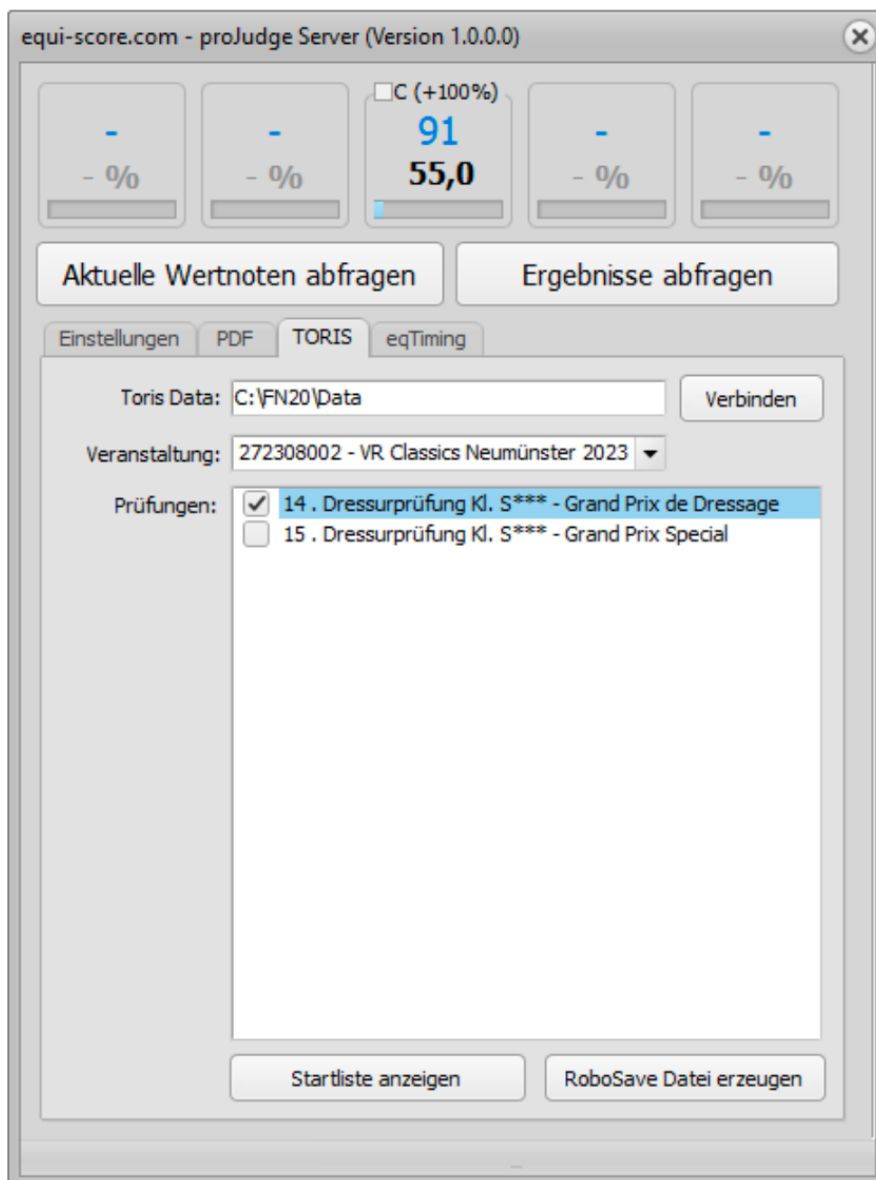 equi-score.com - proJudge Server (Version 1.0.0.0)
C (+100%)
- - 91 - -
- % - % 55,0 - % - %
Aktuelle Wertnoten abfragen Ergebnisse abfragen
Einstellungen PDF TORIS eqTiming
Toris Data: C:\FN20\Data Verbinden
Veranstaltung: 272308002 - VR Classics Neumünster 2023
Prüfungen: 14 . Dressurprüfung Kl. S*** - Grand Prix de Dressage
15 . Dressurprüfung Kl. S*** - Grand Prix Special
Startliste anzeigen RoboSave Datei erzeugen